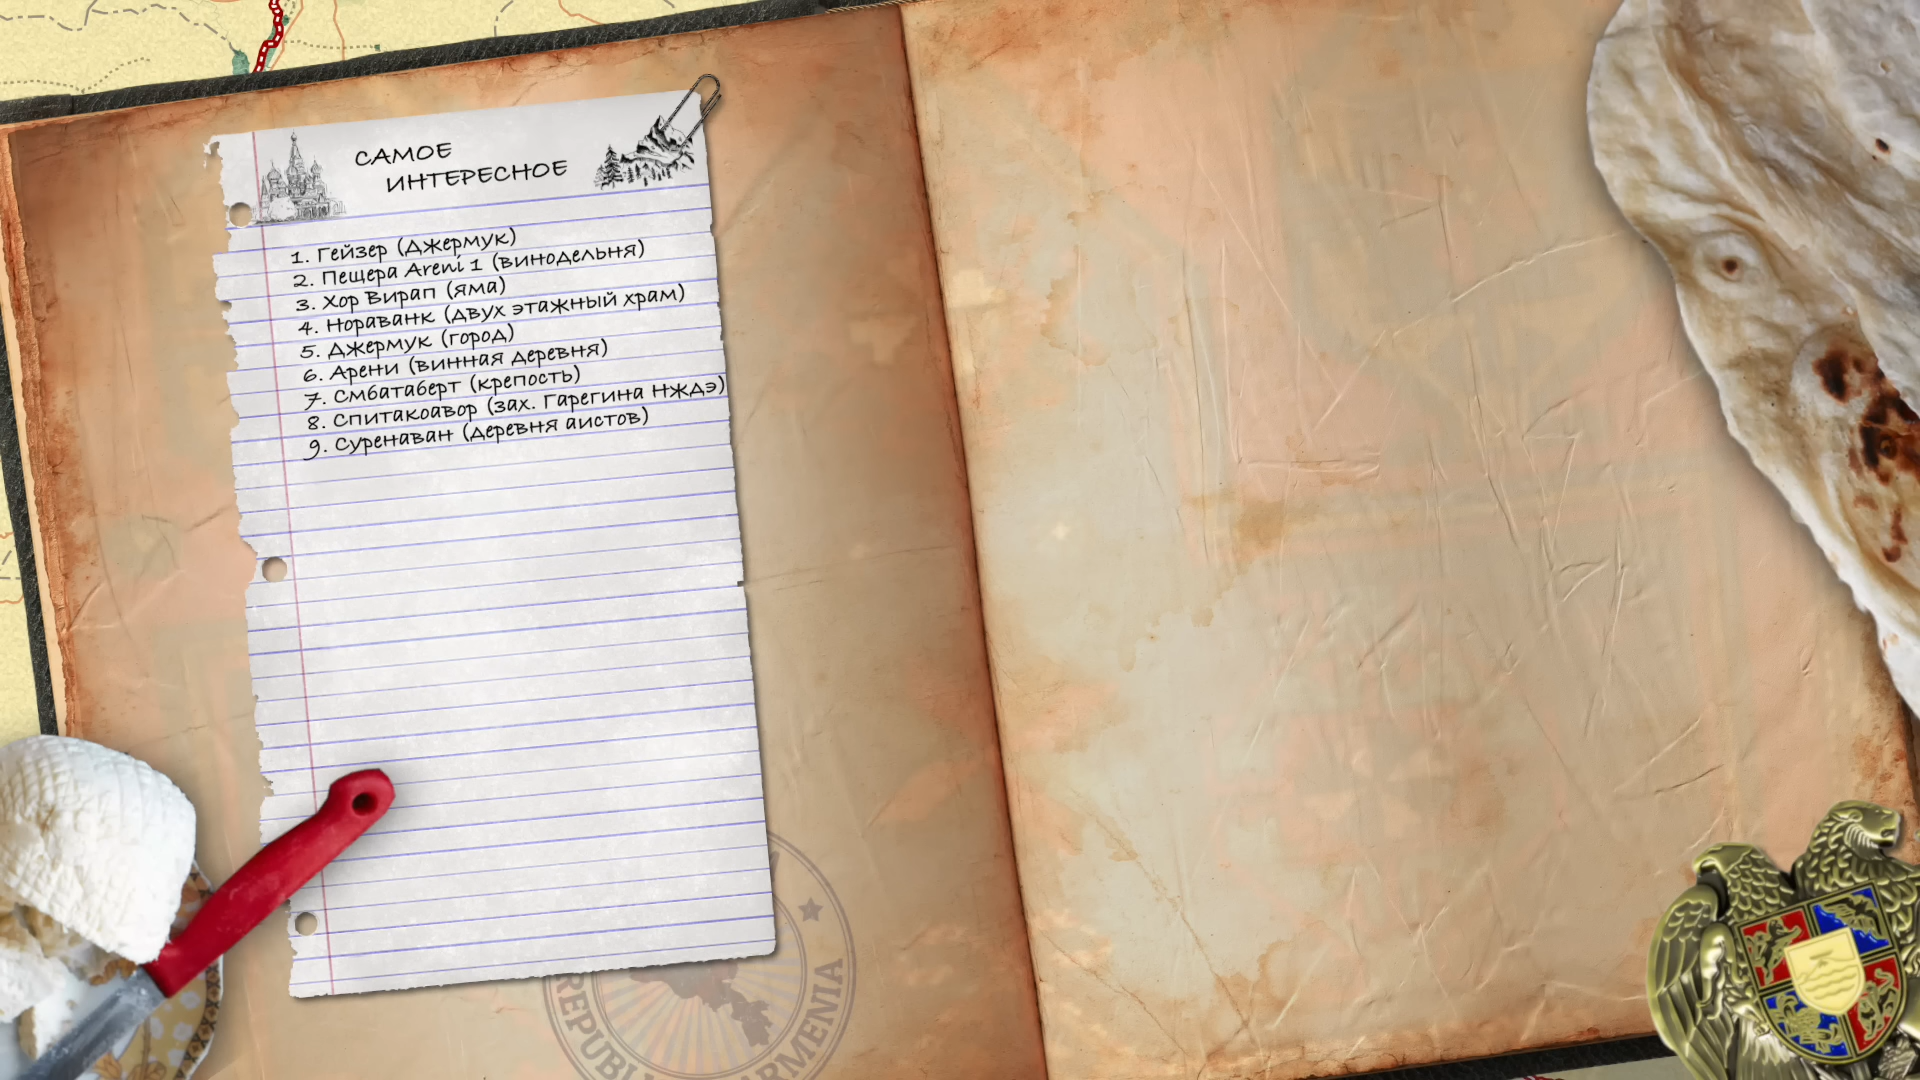 САМОЕ
ИНТЕРЕСНОЕ
1. Гейзер (Джермук)
2. Пещера Areni 1 (винодельня)
3. Хор Вирап (яма)
4. Нораванк (двух этажный храм)
5. Джермук (город)
6. Арени (винная деревня)
7. Смбатаберт (крепость)
8. Спитакоавор (зах. Гарегина Нждэ)
9. Суренаван (деревня аистов)
REPUBLI
ARMENIA